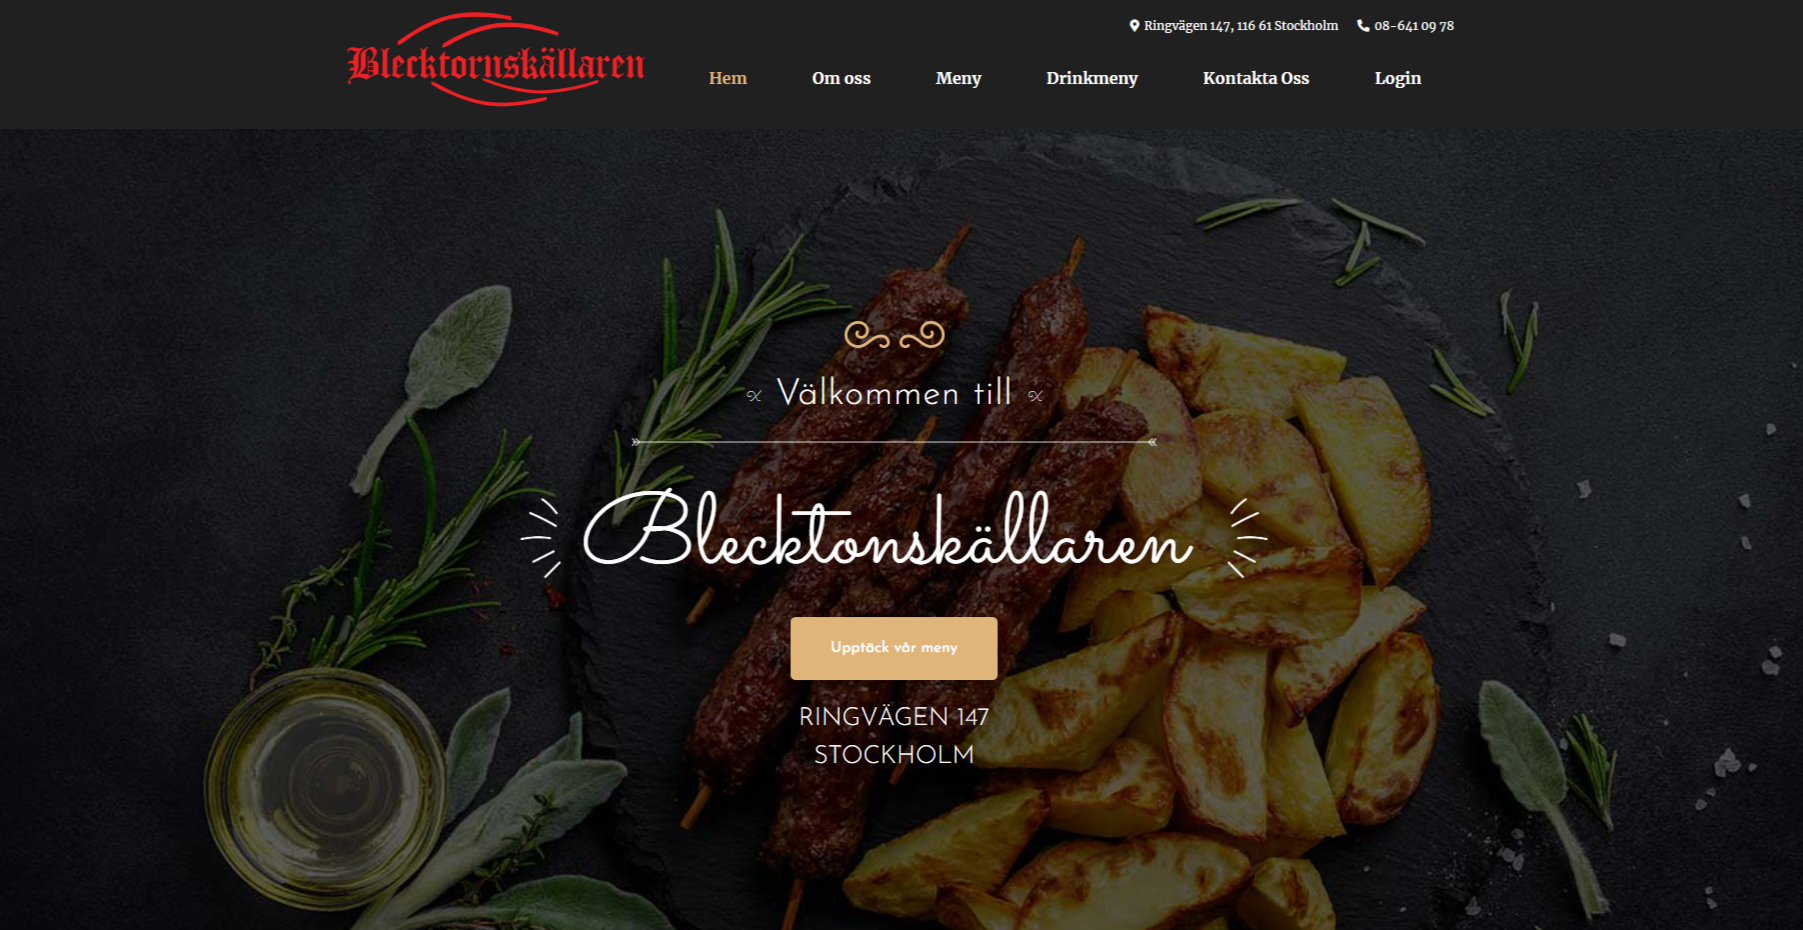 Ringvägen 147, 116 61 Stockholm 08-641 09 78
Blecktornskällaren
Hem Om oss Meny Drinkmeny Kontakta Oss Login
Välkommen till
Blecktonskällaren
Upptäck vår meny
RINGVÄGEN 147
STOCKHOLM